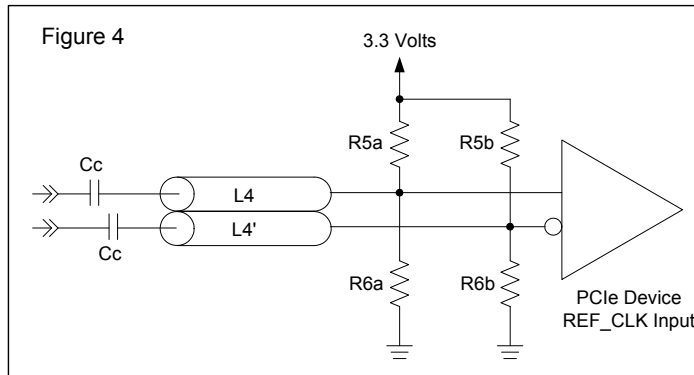 Figure 4
3.3 Volts
R5a
R5b
Cc
L4
L4'
Cc
R6a
R6b
PCIe Device
REF_CLK Input